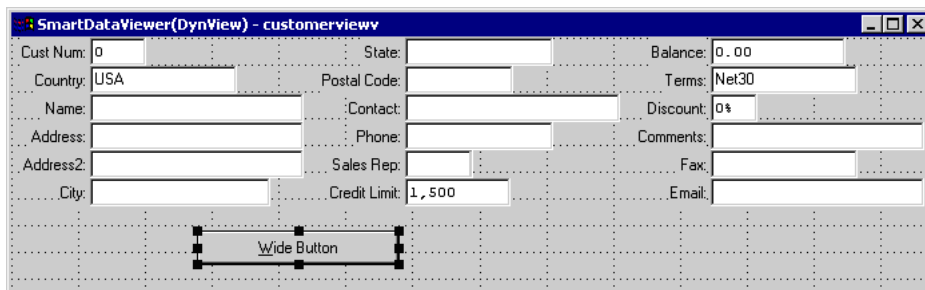 SmartDataViewer(DynView) - customerviewv
Cust Num: 0 State: Balance: 0.00
Country: USA Postal Code: Terms: Net30
Name: Contact: Discount: 0%
Address: Phone: Comments:
Address2: Sales Rep: Fax:
City: Credit Limit: 1,500 Email:
Wide Button